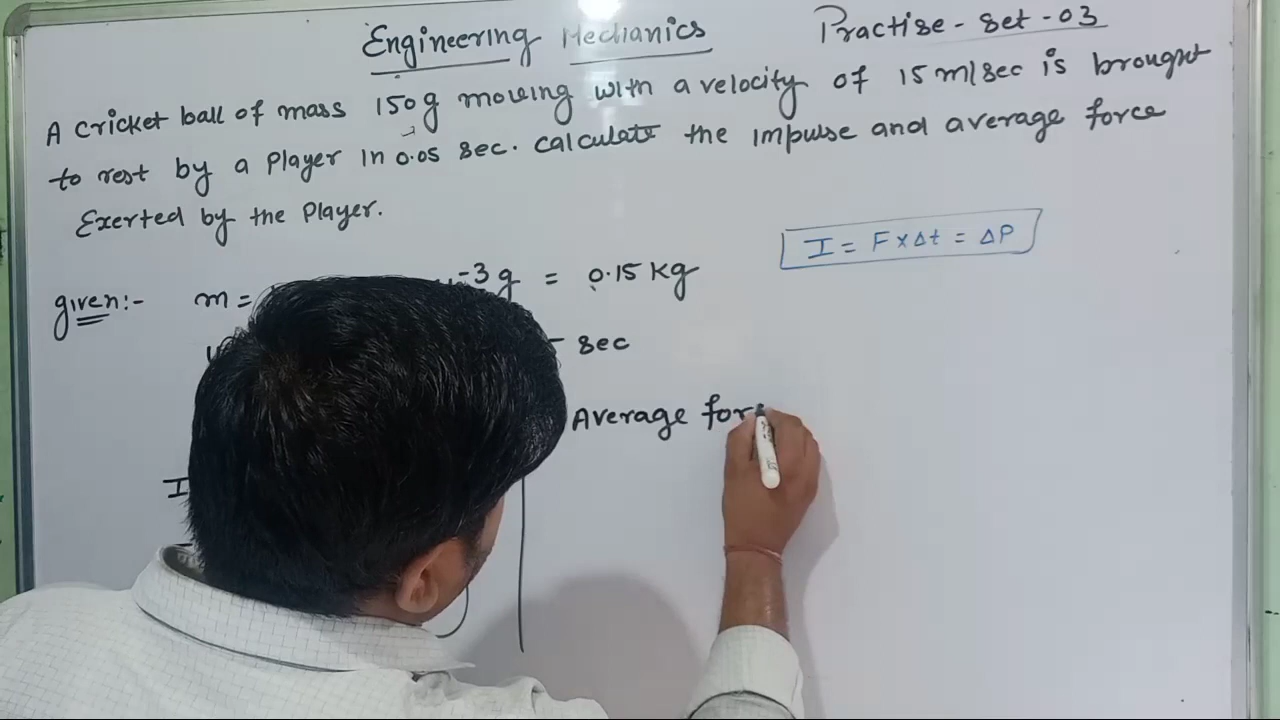 Engineering Mechanics Practise - Set - 03
A cricket ball of mass 150g moving with a velocity of 15 m/sec is brought
to rest by a Player in 0.05 sec. calculate the impulse and average force
Exerted by the Player.
I = F × Δt = ΔP
given:- m = -3 g = 0.15 kg
sec
Average for
I